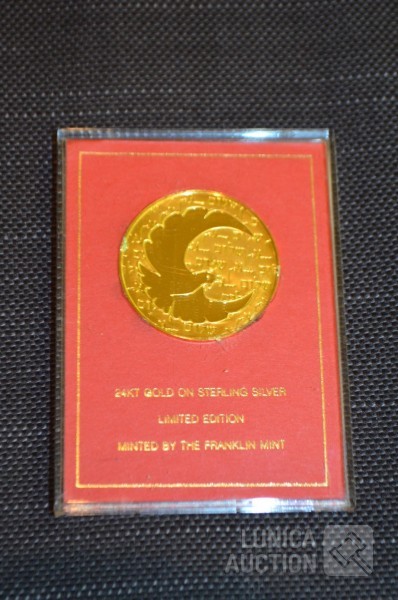 24KT GOLD ON STERLING SILVER
LIMITED EDITION
MINTED BY THE FRANKLIN MINT
LUNICA
AUCTION